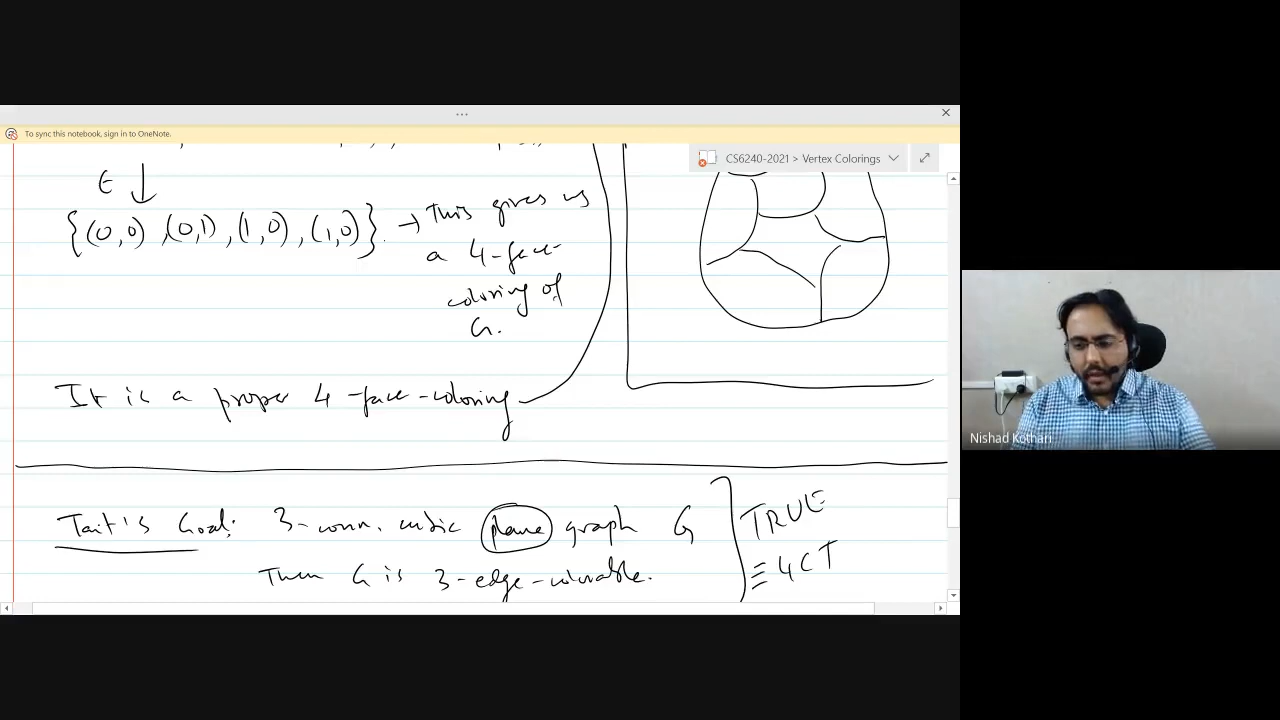 To sync this notebook, sign in to OneNote.
CS6240-2021 > Vertex Colorings
∈ ↓
{(0,0), (0,1), (1,0), (1,0)}. → This gives us
a 4-face-
coloring of
G.
It is a proper 4-face-coloring
Tait's Goal: 3-conn. cubic plane graph G
Then G is 3-edge-colorable.
TRUE
≡ 4CT
Nishad Kothari